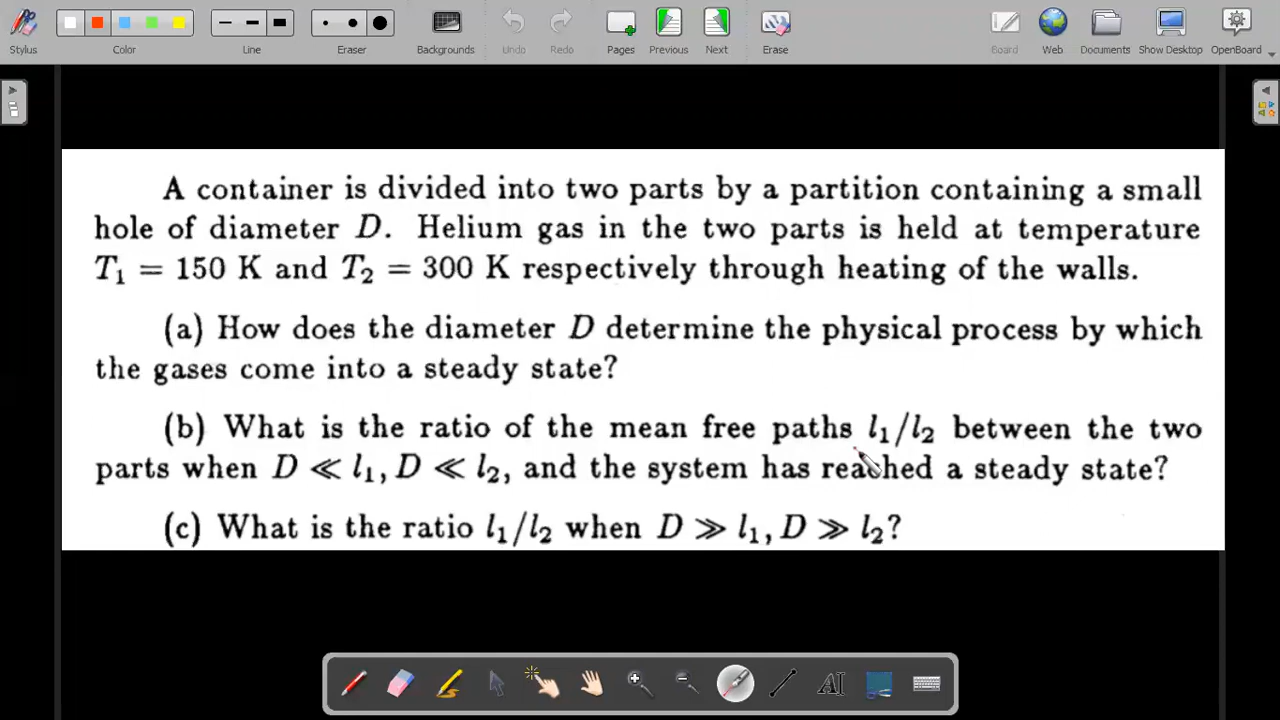 Stylus Color Line Eraser Backgrounds Undo Redo Pages Previous Next Erase Board Web Documents Show Desktop OpenBoard
A container is divided into two parts by a partition containing a small
hole of diameter D. Helium gas in the two parts is held at temperature
T₁ = 150 K and T₂ = 300 K respectively through heating of the walls.
(a) How does the diameter D determine the physical process by which
the gases come into a steady state?
(b) What is the ratio of the mean free paths l₁/l₂ between the two
parts when D ≪ l₁, D ≪ l₂, and the system has reached a steady state?
(c) What is the ratio l₁/l₂ when D ≫ l₁, D ≫ l₂?
AI